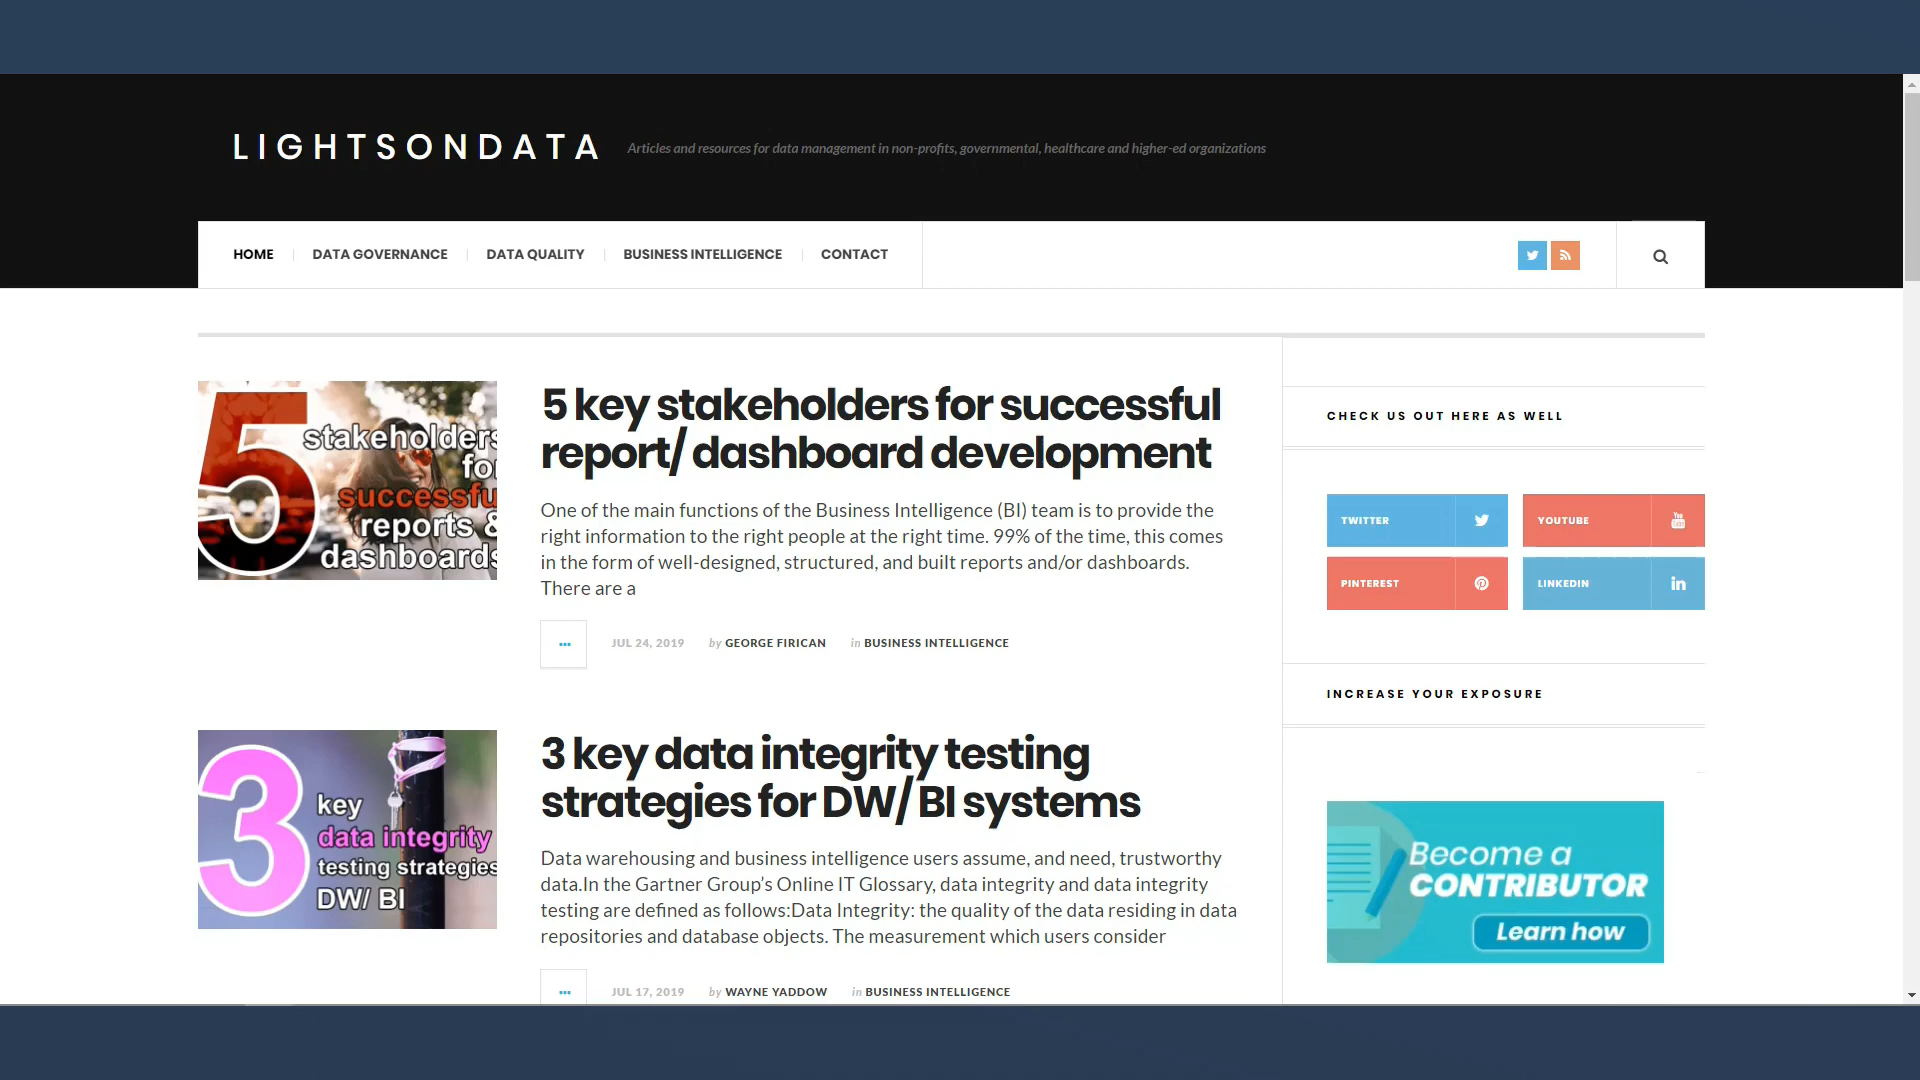 LIGHTSONDATA
Articles and resources for data management in non-profits, governmental, healthcare and higher-ed organizations
HOME
DATA GOVERNANCE
DATA QUALITY
BUSINESS INTELLIGENCE
CONTACT
5
stakeholders
for
successfu
reports &
dashboards
5 key stakeholders for successful
report/ dashboard development
One of the main functions of the Business Intelligence (BI) team is to provide the
right information to the right people at the right time. 99% of the time, this comes
in the form of well-designed, structured, and built reports and/or dashboards.
There are a
... JUL 24, 2019 by GEORGE FIRICAN in BUSINESS INTELLIGENCE
3
key
data integrity
testing strategies
DW/ BI
3 key data integrity testing
strategies for DW/ BI systems
Data warehousing and business intelligence users assume, and need, trustworthy
data.In the Gartner Group’s Online IT Glossary, data integrity and data integrity
testing are defined as follows:Data Integrity: the quality of the data residing in data
repositories and database objects. The measurement which users consider
... JUL 17, 2019 by WAYNE YADDOW in BUSINESS INTELLIGENCE
CHECK US OUT HERE AS WELL
TWITTER
YOUTUBE
PINTEREST
LINKEDIN
INCREASE YOUR EXPOSURE
Become a
CONTRIBUTOR
Learn how